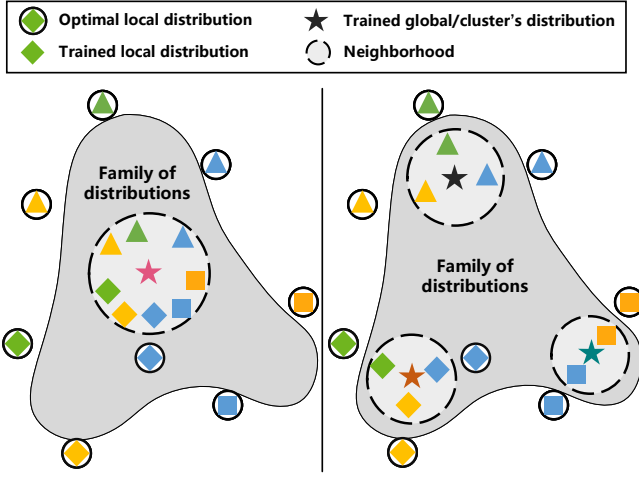 Optimal local distribution
Trained global/cluster's distribution
Trained local distribution
Neighborhood
Family of
distributions
Family of
distributions